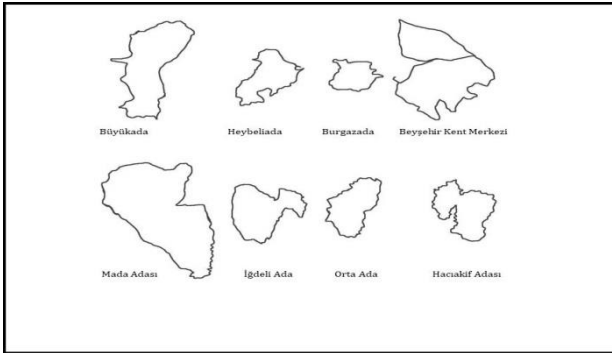 Büyükada
Heybeliada
Burgazada
Beyşehir Kent Merkezi
Mada Adası
İğdeli Ada
Orta Ada
Hacıakif Adası